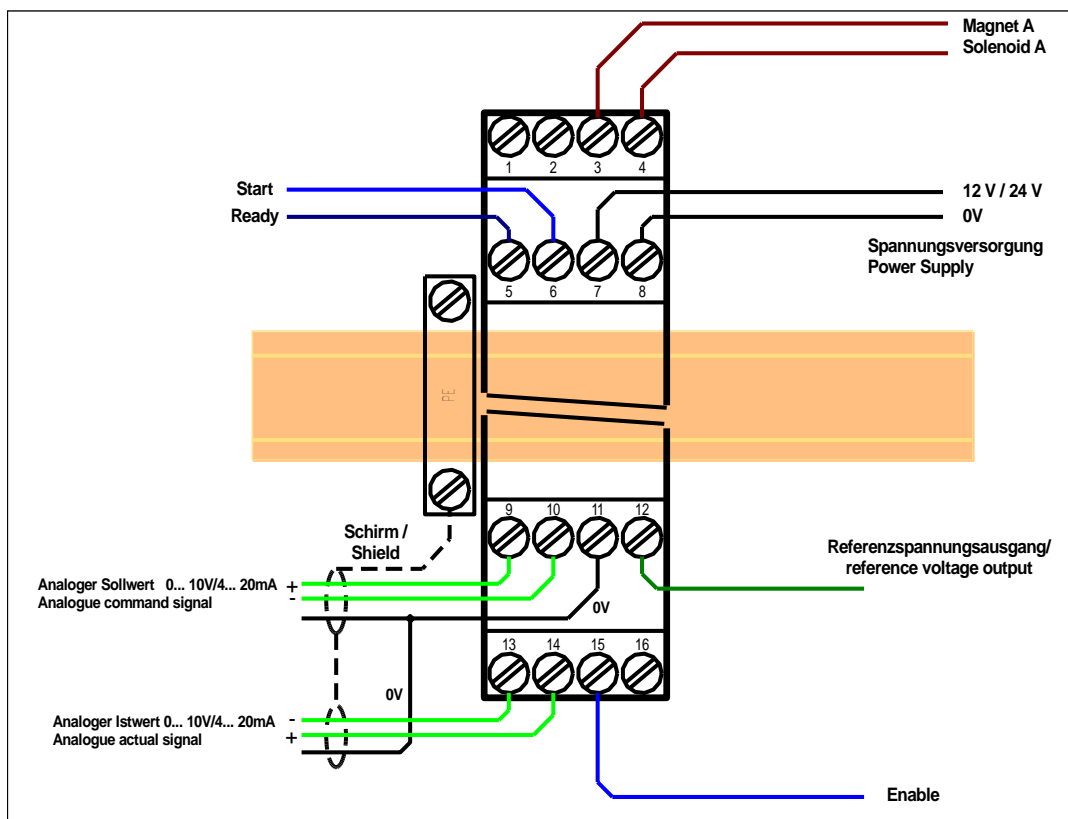 Magnet A
Solenoid A
1 2 3 4
Start
Ready
12 V / 24 V
0V
Spannungsversorgung
Power Supply
5 6 7 8
PE
9 10 11 12
Schirm /
Shield
Referenzspannungsausgang/
reference voltage output
Analoger Sollwert 0... 10V/4... 20mA +
Analogue command signal -
0V
13 14 15 16
0V
Analoger Istwert 0... 10V/4... 20mA -
Analogue actual signal +
Enable